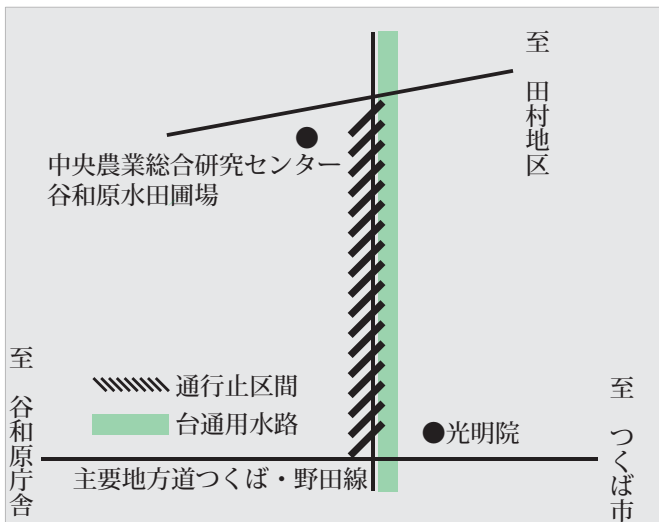 至 田村地区
中央農業総合研究センター
谷和原水田圃場
至 谷和原庁舎
通行止区間
台通用水路
光明院
至 つくば市
主要地方道つくば・野田線